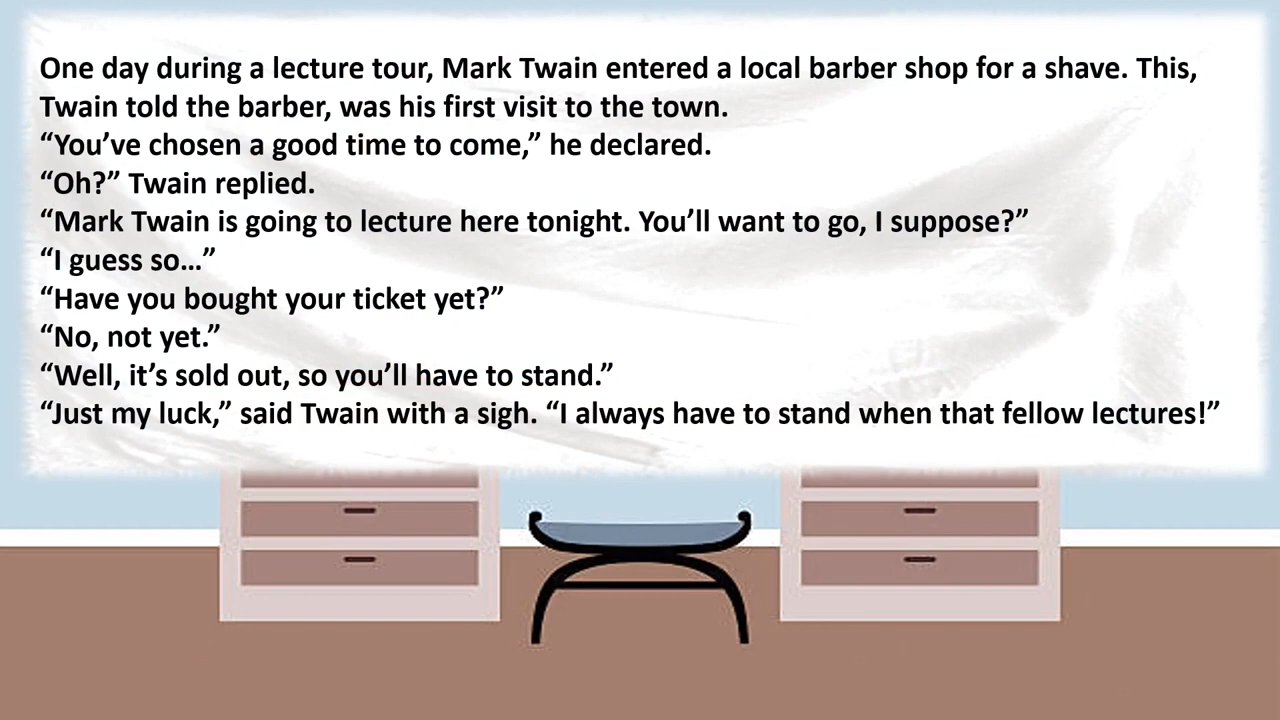 One day during a lecture tour, Mark Twain entered a local barber shop for a shave. This,
Twain told the barber, was his first visit to the town.
“You’ve chosen a good time to come,” he declared.
“Oh?” Twain replied.
“Mark Twain is going to lecture here tonight. You’ll want to go, I suppose?”
“I guess so…”
“Have you bought your ticket yet?”
“No, not yet.”
“Well, it’s sold out, so you’ll have to stand.”
“Just my luck,” said Twain with a sigh. “I always have to stand when that fellow lectures!”